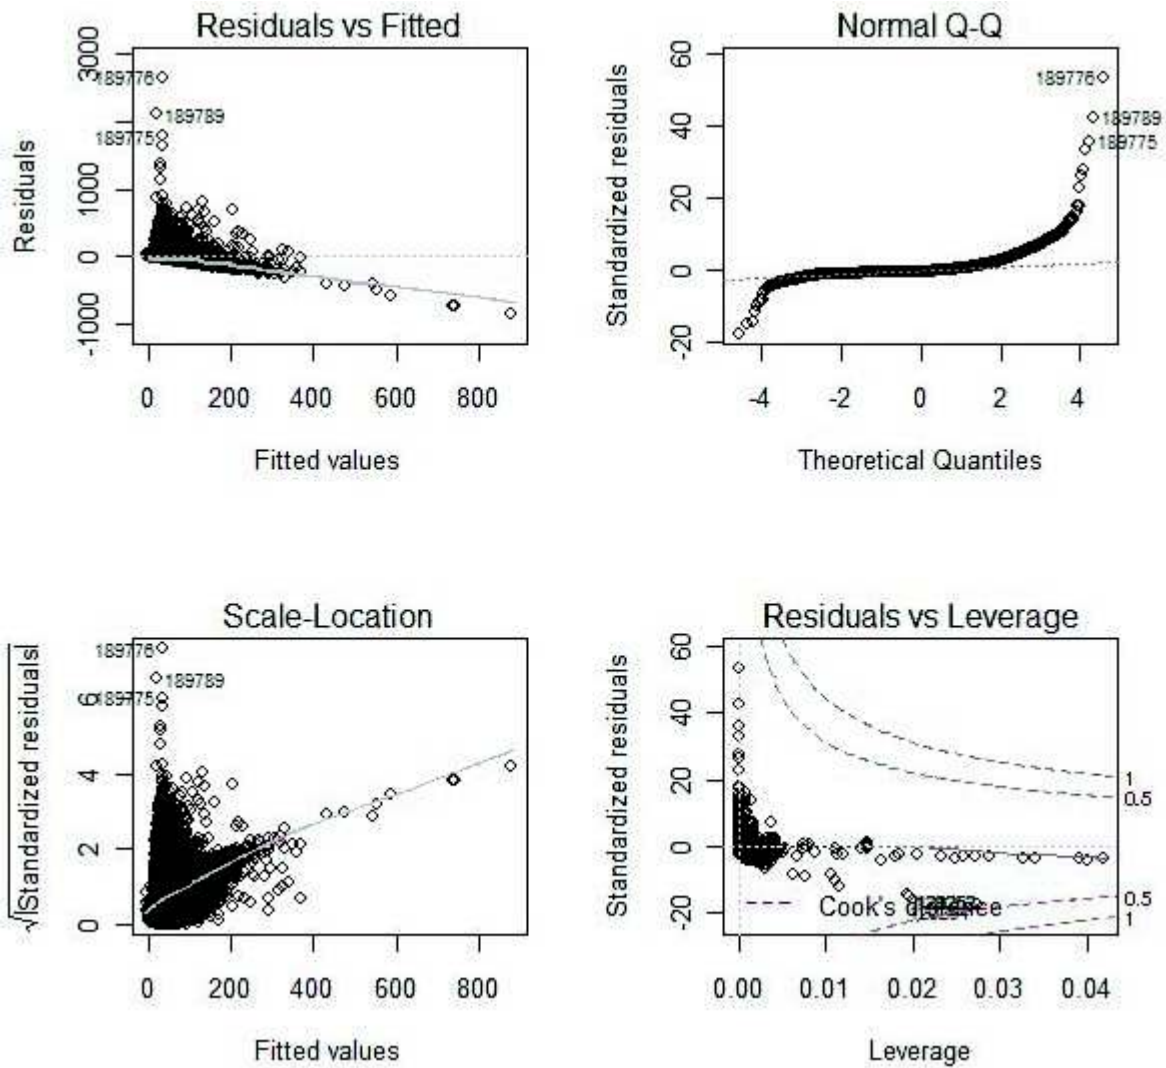 Residuals vs Fitted
Residuals
3000
1000
0
-1000
189776
189789
189775
0 200 400 600 800
Fitted values
Normal Q-Q
Standardized residuals
60
40
20
0
-20
189776
189789
189775
-4 -2 0 2 4
Theoretical Quantiles
Scale-Location
√|Standardized residuals|
6
4
2
0
189776
189789
189775
0 200 400 600 800
Fitted values
Residuals vs Leverage
Standardized residuals
60
40
20
0
-20
1
0.5
0.5
1
Cook's distance
0.00 0.01 0.02 0.03 0.04
Leverage